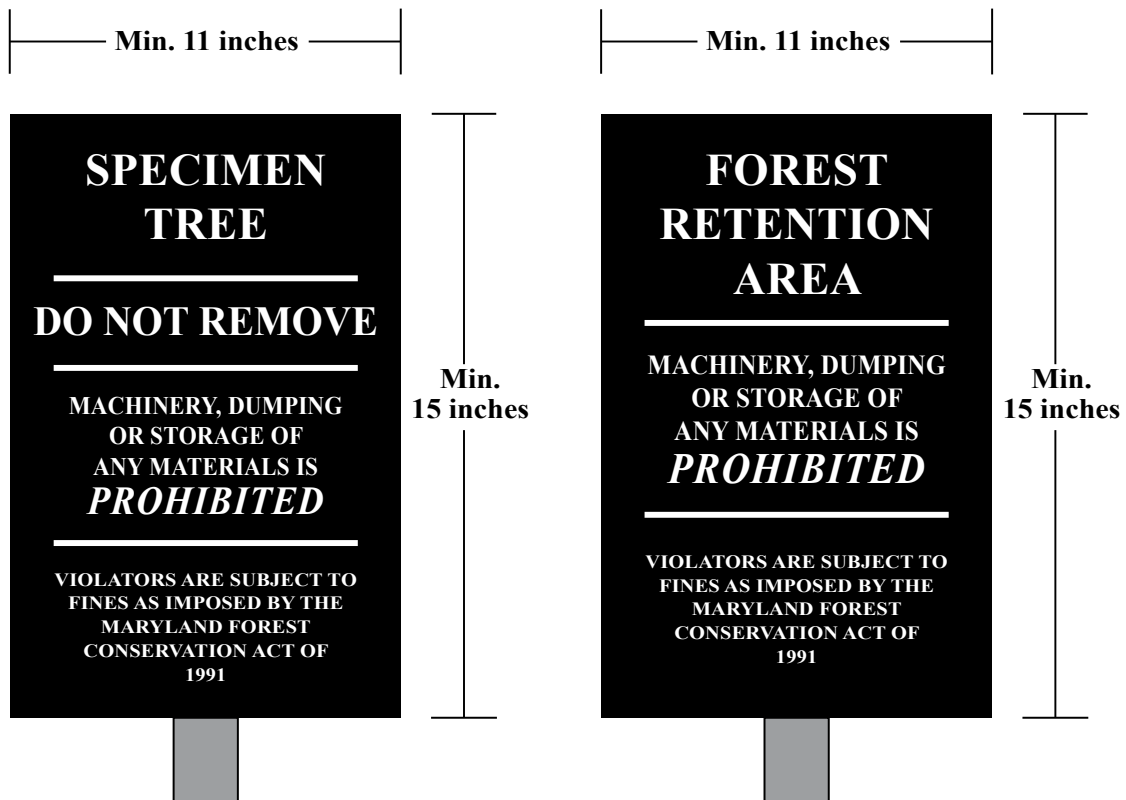 Min. 11 inches
SPECIMEN
TREE
DO NOT REMOVE
MACHINERY, DUMPING
OR STORAGE OF
ANY MATERIALS IS
PROHIBITED
VIOLATORS ARE SUBJECT TO
FINES AS IMPOSED BY THE
MARYLAND FOREST
CONSERVATION ACT OF
1991
Min.
15 inches
Min. 11 inches
FOREST
RETENTION
AREA
MACHINERY, DUMPING
OR STORAGE OF
ANY MATERIALS IS
PROHIBITED
VIOLATORS ARE SUBJECT TO
FINES AS IMPOSED BY THE
MARYLAND FOREST
CONSERVATION ACT OF
1991
Min.
15 inches